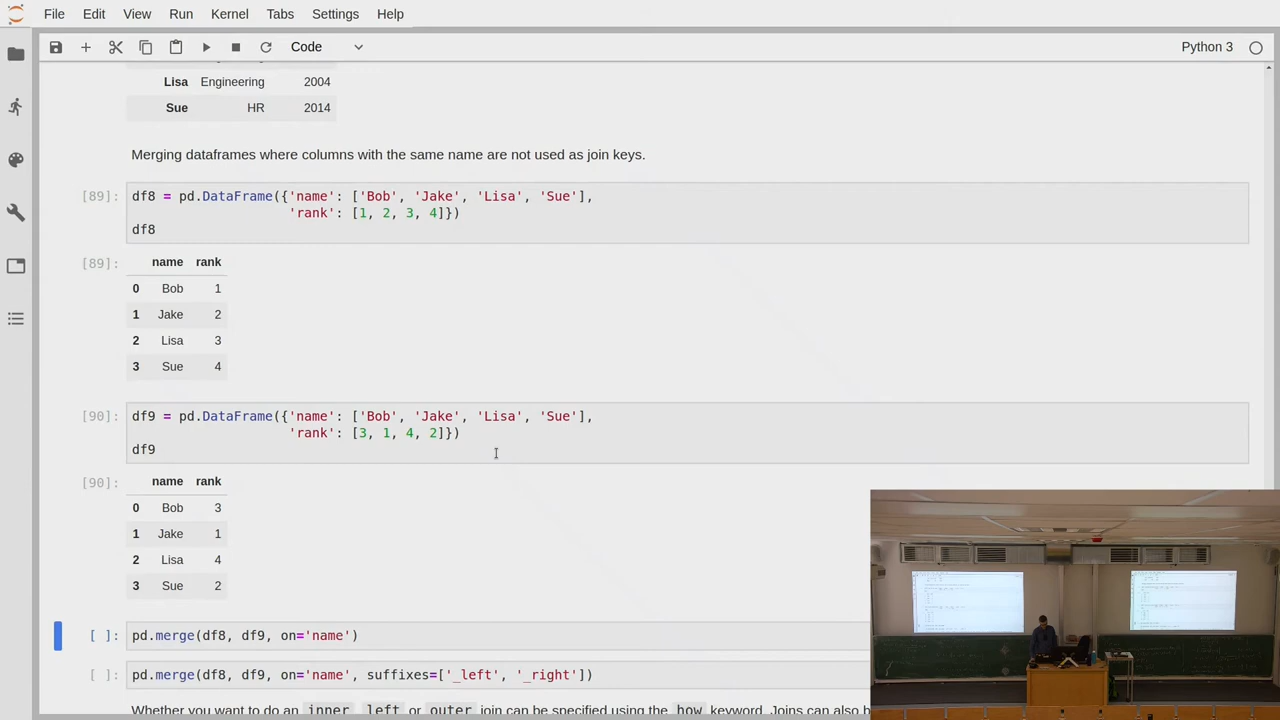 File Edit View Run Kernel Tabs Settings Help
Code
Python 3
Lisa Engineering 2004
Sue HR 2014
Merging dataframes where columns with the same name are not used as join keys.
[89]: df8 = pd.DataFrame({'name': ['Bob', 'Jake', 'Lisa', 'Sue'],
'rank': [1, 2, 3, 4]})
df8
[89]: name rank
0 Bob 1
1 Jake 2
2 Lisa 3
3 Sue 4
[90]: df9 = pd.DataFrame({'name': ['Bob', 'Jake', 'Lisa', 'Sue'],
'rank': [3, 1, 4, 2]})
df9
[90]: name rank
0 Bob 3
1 Jake 1
2 Lisa 4
3 Sue 2
[ ]: pd.merge(df8, df9, on='name')
[ ]: pd.merge(df8, df9, on='name', suffixes=['_left', '_right'])
Whether you want to do an inner left or outer join can be specified using the how keyword. Joins can also b